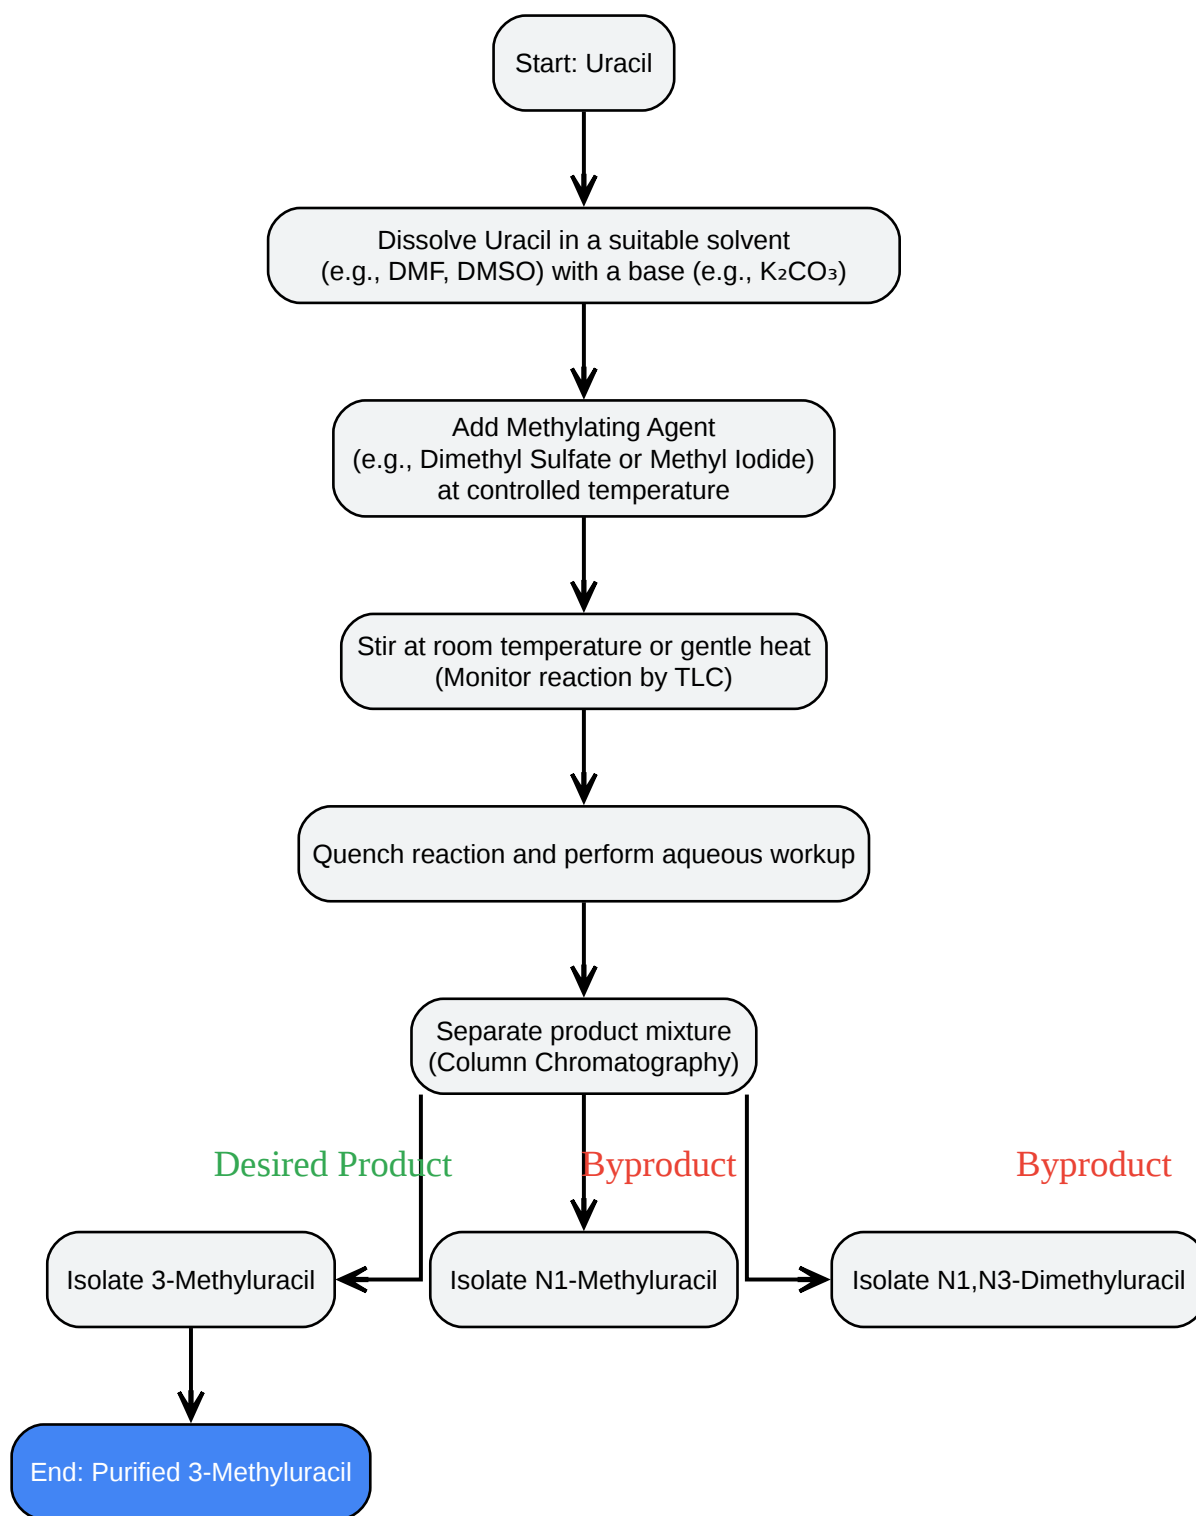 Start: Uracil
Dissolve Uracil in a suitable solvent
(e.g., DMF, DMSO) with a base (e.g., K₂CO₃)
Add Methylating Agent
(e.g., Dimethyl Sulfate or Methyl Iodide)
at controlled temperature
Stir at room temperature or gentle heat
(Monitor reaction by TLC)
Quench reaction and perform aqueous workup
Separate product mixture
(Column Chromatography)
Desired Product
Byproduct
Byproduct
Isolate 3-Methyluracil
Isolate N1-Methyluracil
Isolate N1,N3-Dimethyluracil
End: Purified 3-Methyluracil